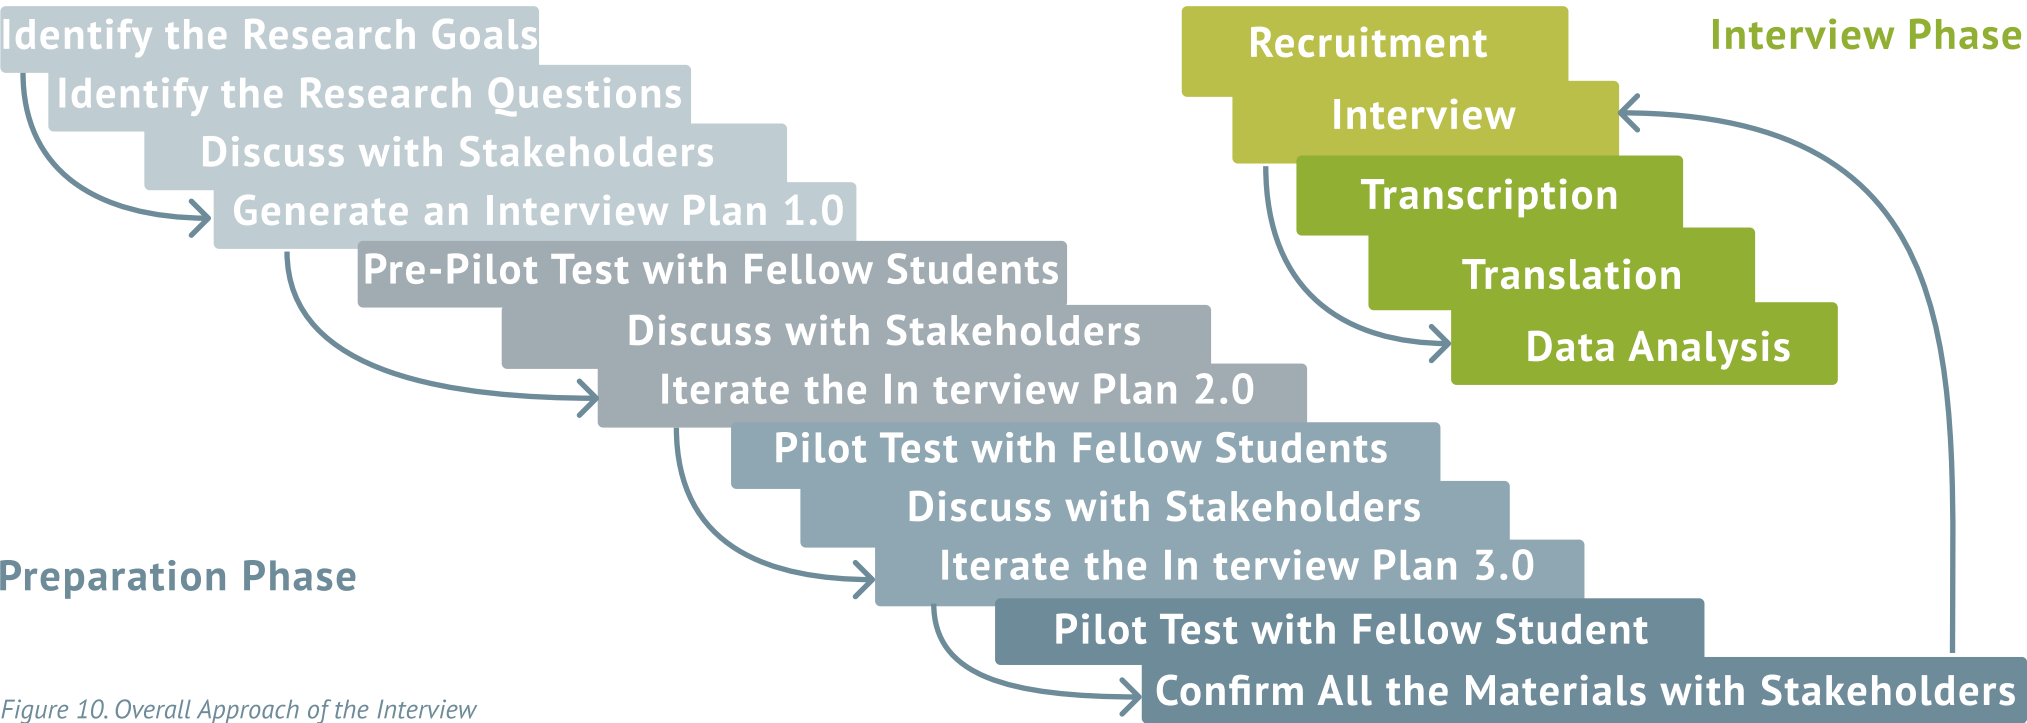 Identify the Research Goals
Identify the Research Questions
Discuss with Stakeholders
Generate an Interview Plan 1.0
Pre-Pilot Test with Fellow Students
Discuss with Stakeholders
Iterate the In terview Plan 2.0
Pilot Test with Fellow Students
Discuss with Stakeholders
Iterate the In terview Plan 3.0
Pilot Test with Fellow Student
Confirm All the Materials with Stakeholders
Preparation Phase
Interview Phase
Recruitment
Interview
Transcription
Translation
Data Analysis
Figure 10. Overall Approach of the Interview